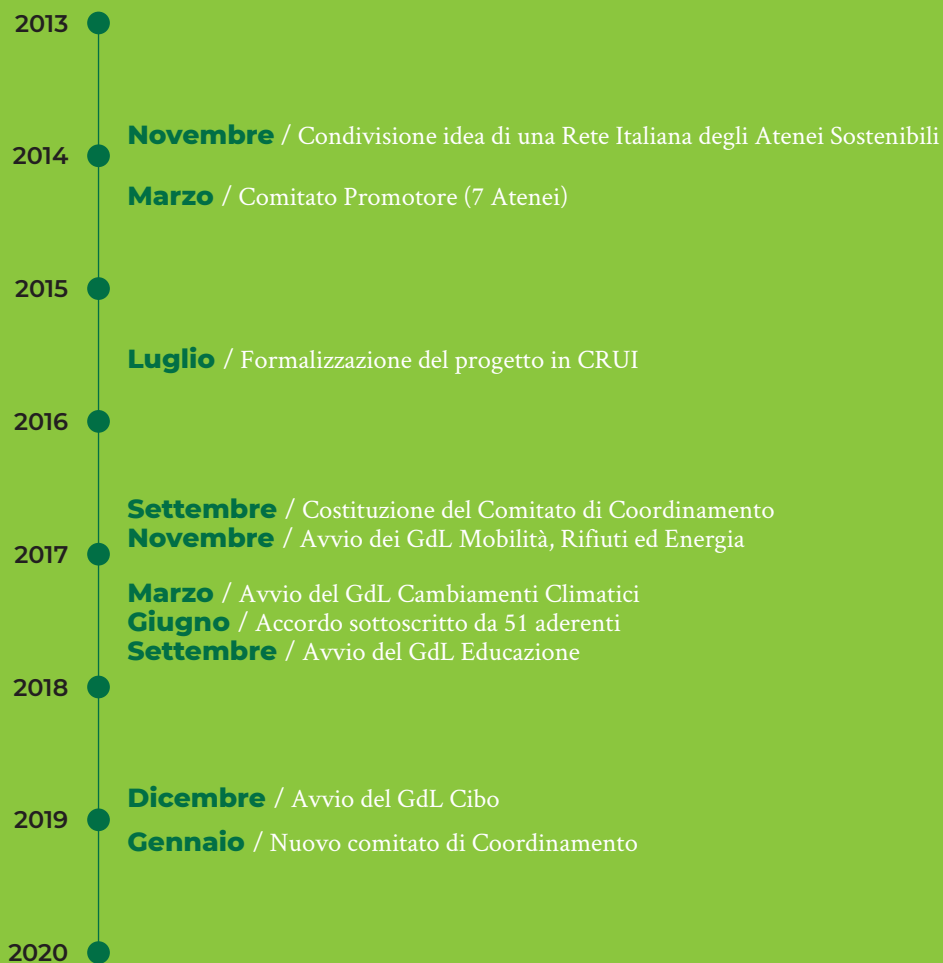 2013
Novembre / Condivisione idea di una Rete Italiana degli Atenei Sostenibili
2014
Marzo / Comitato Promotore (7 Atenei)
2015
Luglio / Formalizzazione del progetto in CRUI
2016
Settembre / Costituzione del Comitato di Coordinamento
Novembre / Avvio dei GdL Mobilità, Rifiuti ed Energia
2017
Marzo / Avvio del GdL Cambiamenti Climatici
Giugno / Accordo sottoscritto da 51 aderenti
Settembre / Avvio del GdL Educazione
2018
Dicembre / Avvio del GdL Cibo
2019
Gennaio / Nuovo comitato di Coordinamento
2020